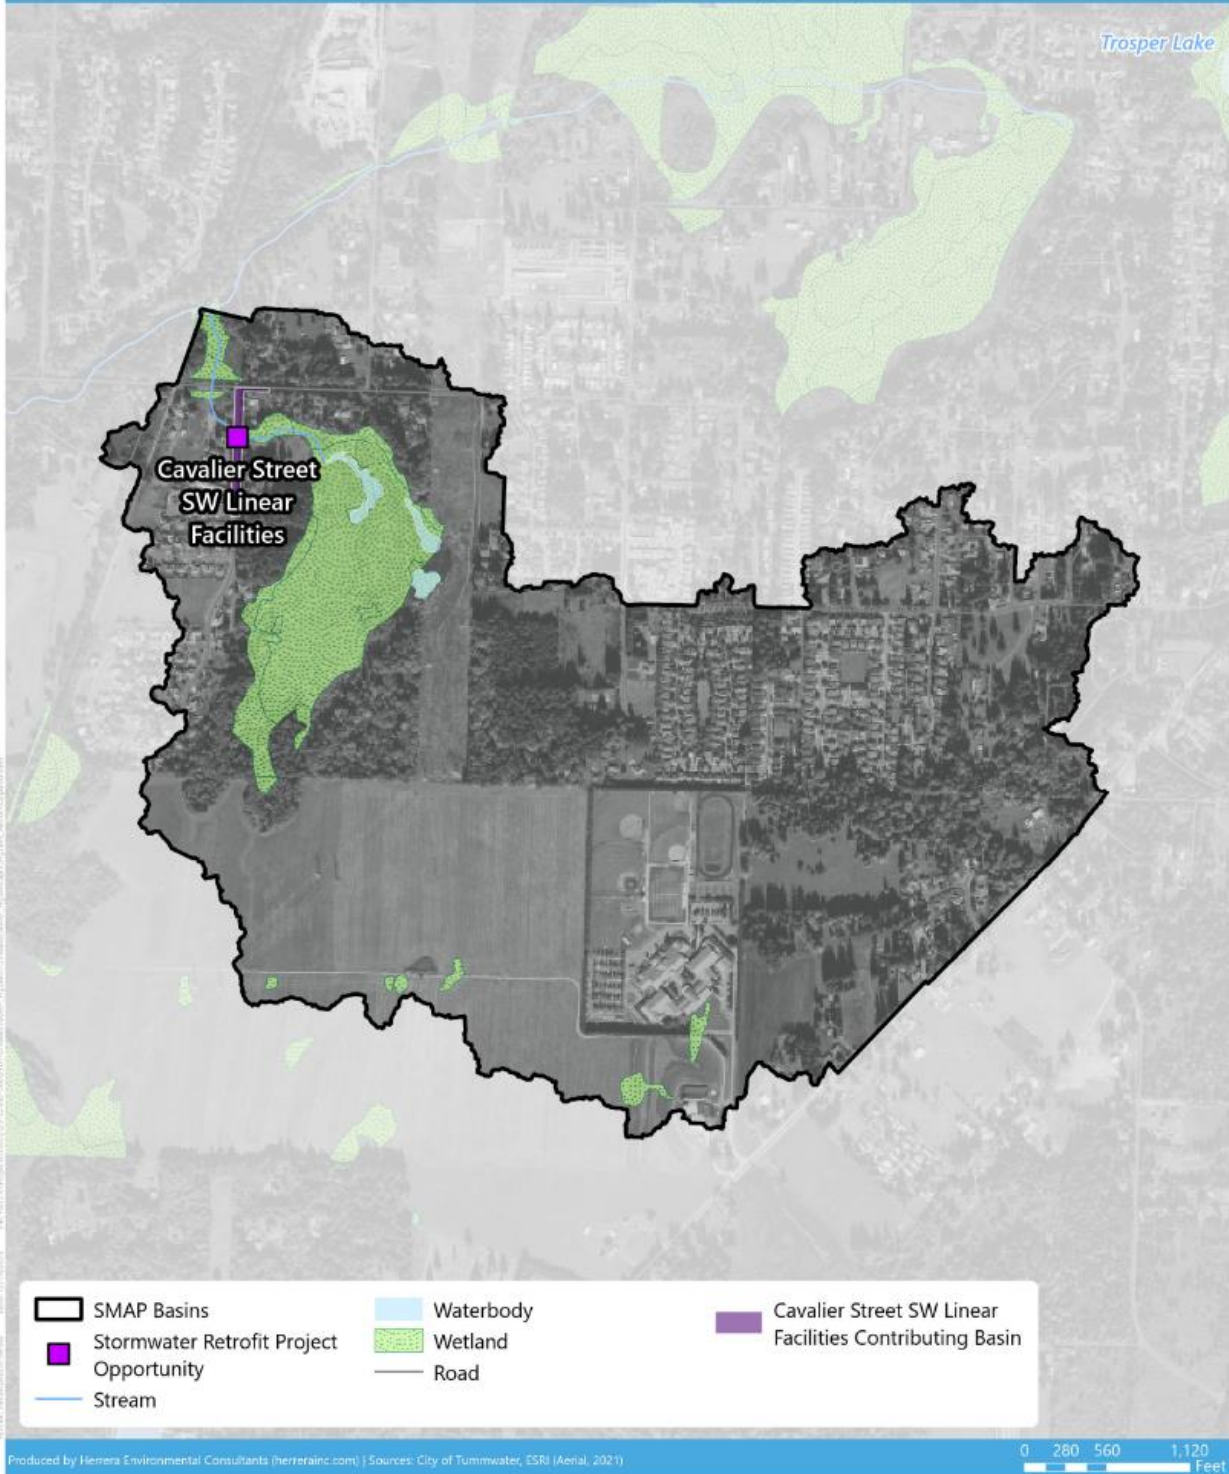 Trosper Lake
Cavalier Street
SW Linear
Facilities
SMAP Basins
Stormwater Retrofit Project
Opportunity
Stream
Waterbody
Wetland
Road
Cavalier Street SW Linear
Facilities Contributing Basin
Produced by Herrera Environmental Consultants (herrerainc.com) | Sources: City of Tummwater, ESRI (Aerial, 2021)
0 280 560 1,120
Feet